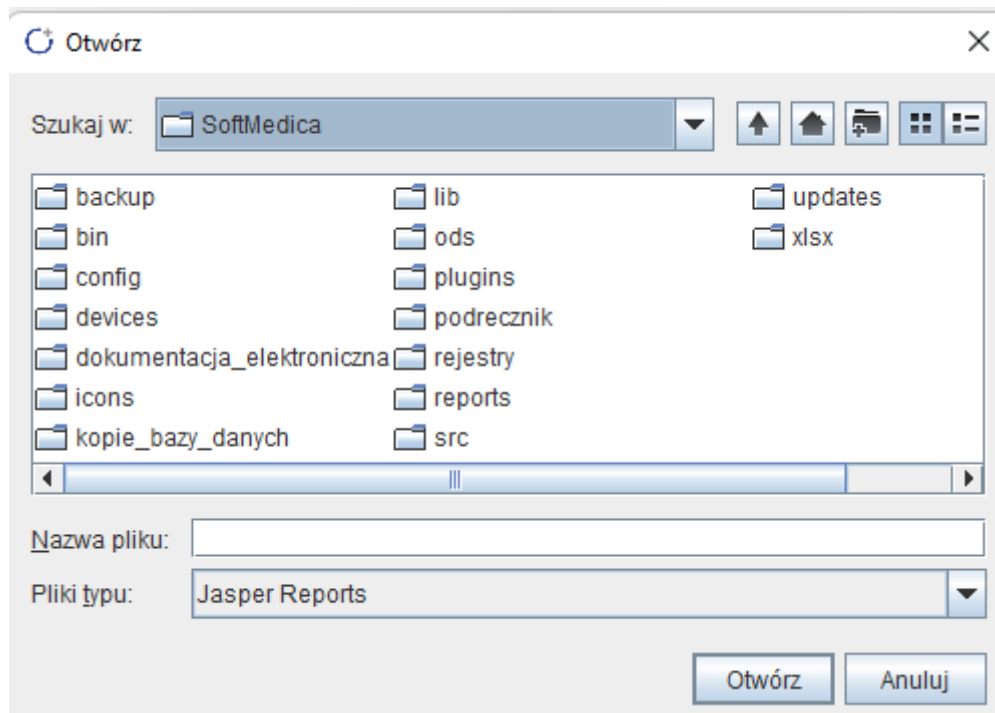 Otwórz
Szukaj w: SoftMedica
backup lib updates
bin ods xlsx
config plugins
devices podrecznik
dokumentacja_elektroniczna rejestry
icons reports
kopie_bazy_danych src
Nazwa pliku:
Pliki typu: Jasper Reports
Otwórz Anuluj